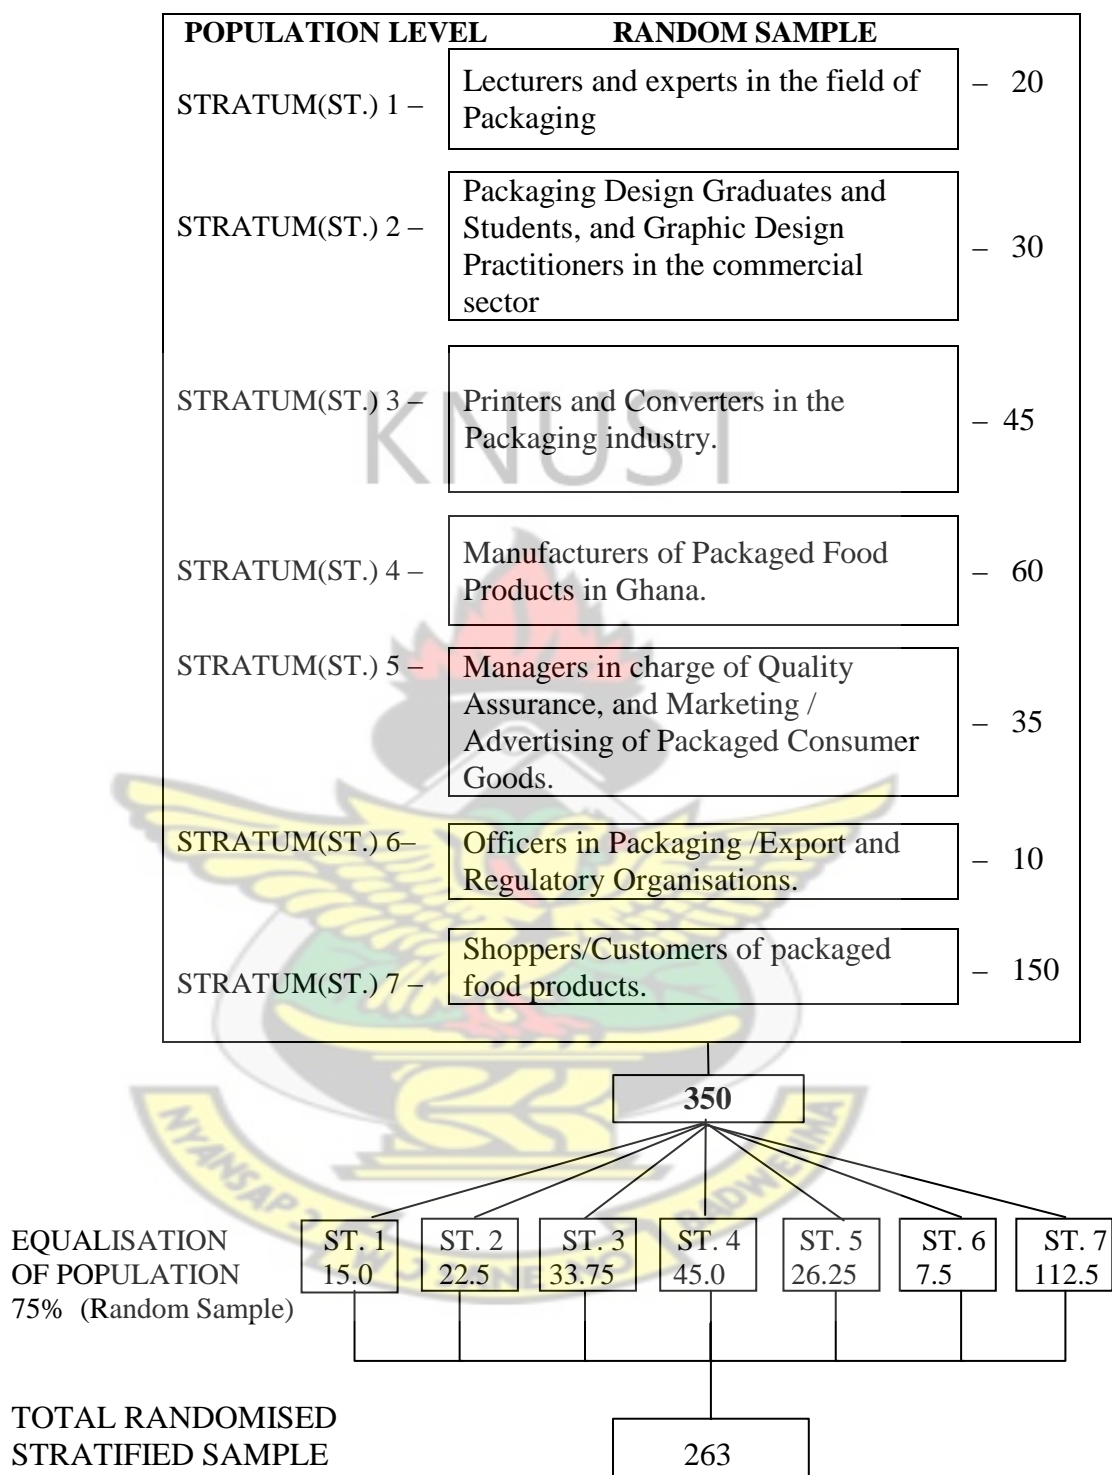 POPULATION LEVEL RANDOM SAMPLE
STRATUM(ST.) 1 –
Lecturers and experts in the field of
Packaging
– 20
STRATUM(ST.) 2 –
Packaging Design Graduates and
Students, and Graphic Design
Practitioners in the commercial
sector
– 30
STRATUM(ST.) 3 –
Printers and Converters in the
Packaging industry.
– 45
KNUST
STRATUM(ST.) 4 –
Manufacturers of Packaged Food
Products in Ghana.
– 60
STRATUM(ST.) 5 –
Managers in charge of Quality
Assurance, and Marketing /
Advertising of Packaged Consumer
Goods.
– 35
STRATUM(ST.) 6–
Officers in Packaging /Export and
Regulatory Organisations.
– 10
STRATUM(ST.) 7 –
Shoppers/Customers of packaged
food products.
– 150
350
EQUALISATION
OF POPULATION
75% (Random Sample)
ST. 1
15.0
ST. 2
22.5
ST. 3
33.75
ST. 4
45.0
ST. 5
26.25
ST. 6
7.5
ST. 7
112.5
TOTAL RANDOMISED
STRATIFIED SAMPLE
263